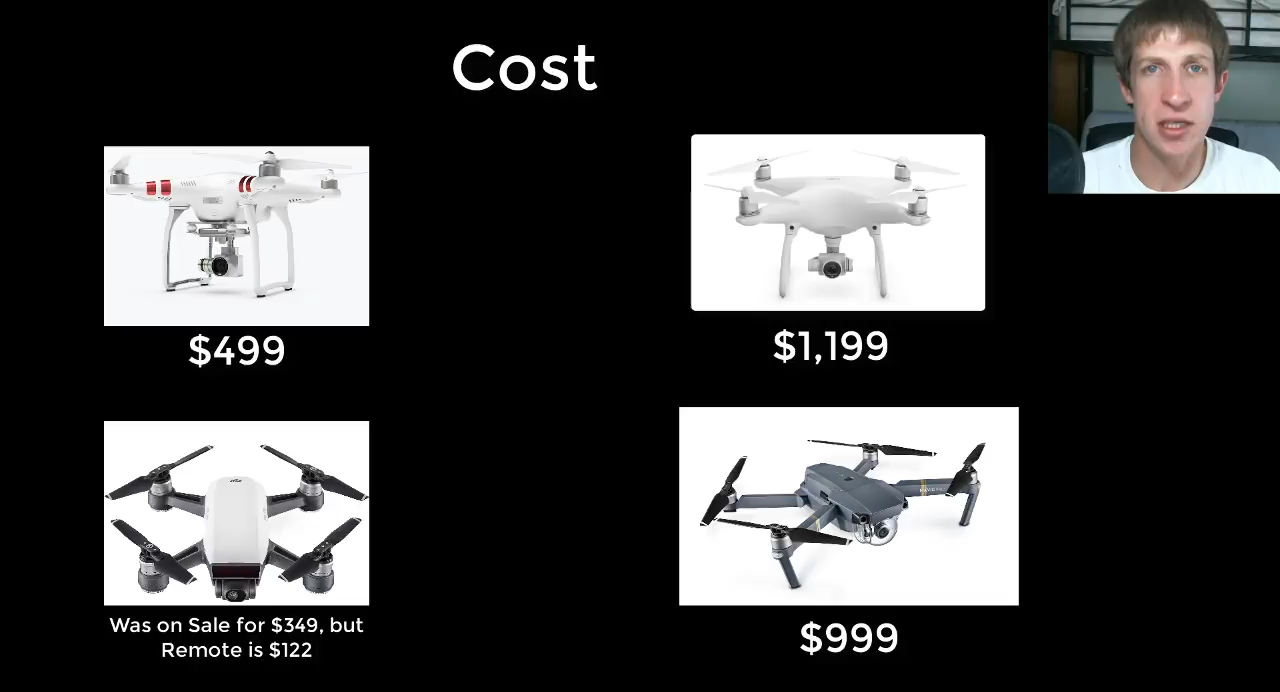 Cost
$499
$1,199
Was on Sale for $349, but
Remote is $122
$999